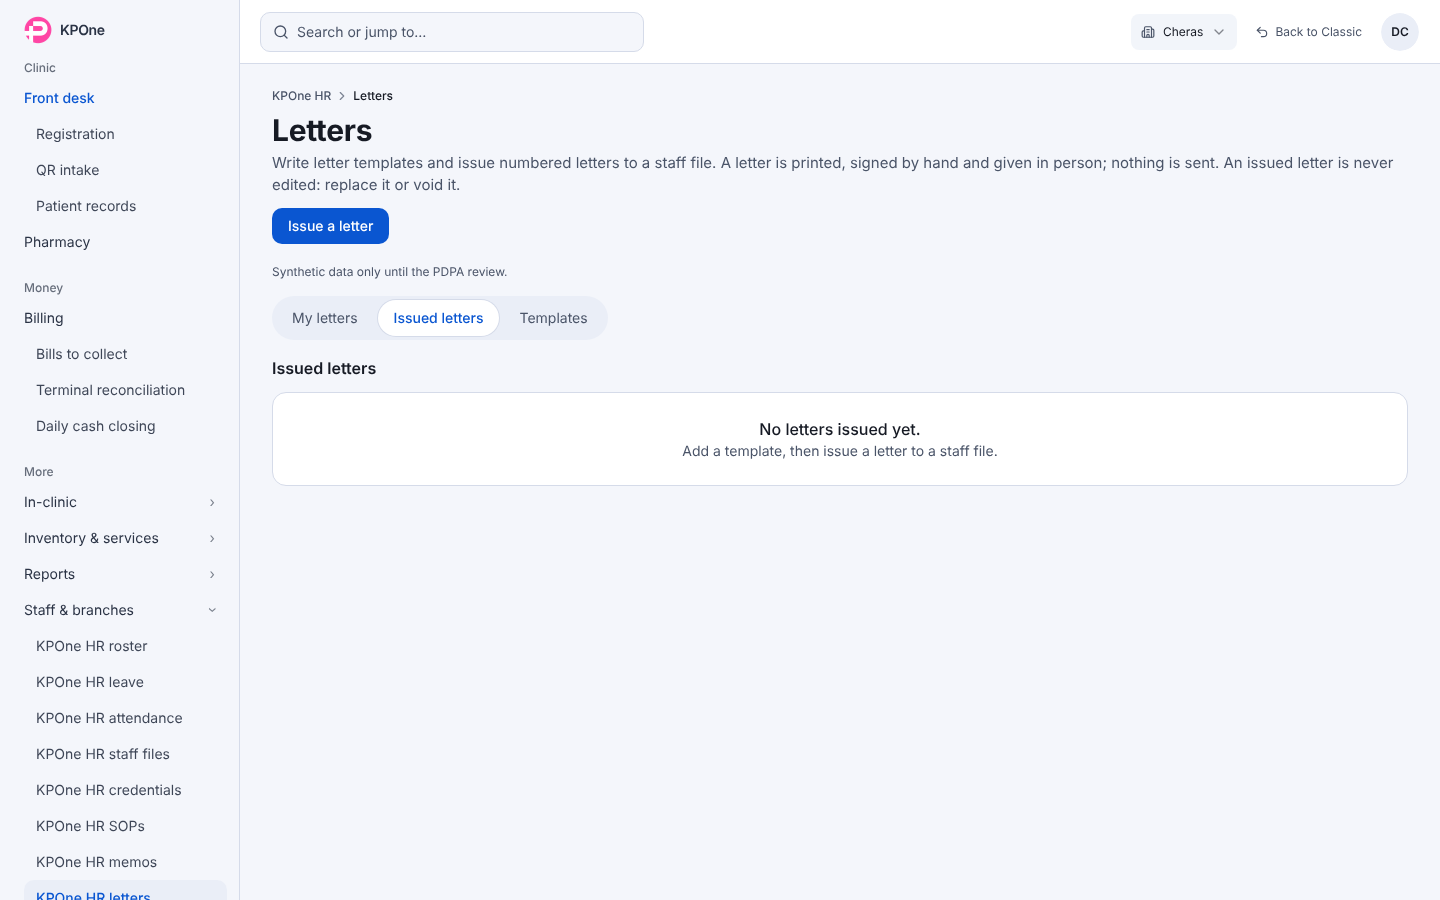 KPOne
Clinic
Front desk
Registration
QR intake
Patient records
Pharmacy
Money
Billing
Bills to collect
Terminal reconciliation
Daily cash closing
More
In-clinic
Inventory & services
Reports
Staff & branches
KPOne HR roster
KPOne HR leave
KPOne HR attendance
KPOne HR staff files
KPOne HR credentials
KPOne HR SOPs
KPOne HR memos
KPOne HR letters
Search or jump to...
Cheras
Back to Classic
DC
KPOne HR > Letters
Letters
Write letter templates and issue numbered letters to a staff file. A letter is printed, signed by hand and given in person; nothing is sent. An issued letter is never
edited: replace it or void it.
Issue a letter
Synthetic data only until the PDPA review.
My letters Issued letters Templates
Issued letters
No letters issued yet.
Add a template, then issue a letter to a staff file.